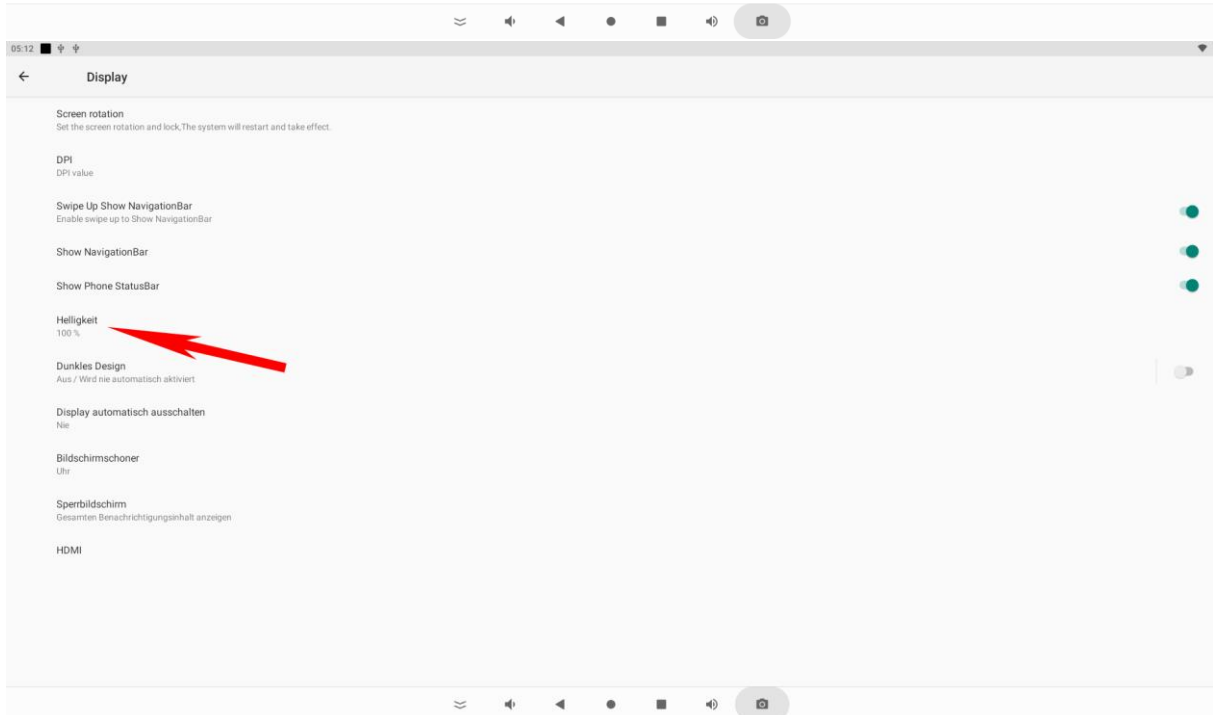 05:12
Display
Screen rotation
Set the screen rotation and lock,The system will restart and take effect.
DPI
DPI value
Swipe Up Show NavigationBar
Enable swipe up to Show NavigationBar
Show NavigationBar
Show Phone StatusBar
Helligkeit
100 %
Dunkles Design
Aus / Wird nie automatisch aktiviert
Display automatisch ausschalten
Nie
Bildschirmschoner
Uhr
Sperrbildschirm
Gesamten Benachrichtigungsinhalt anzeigen
HDMI